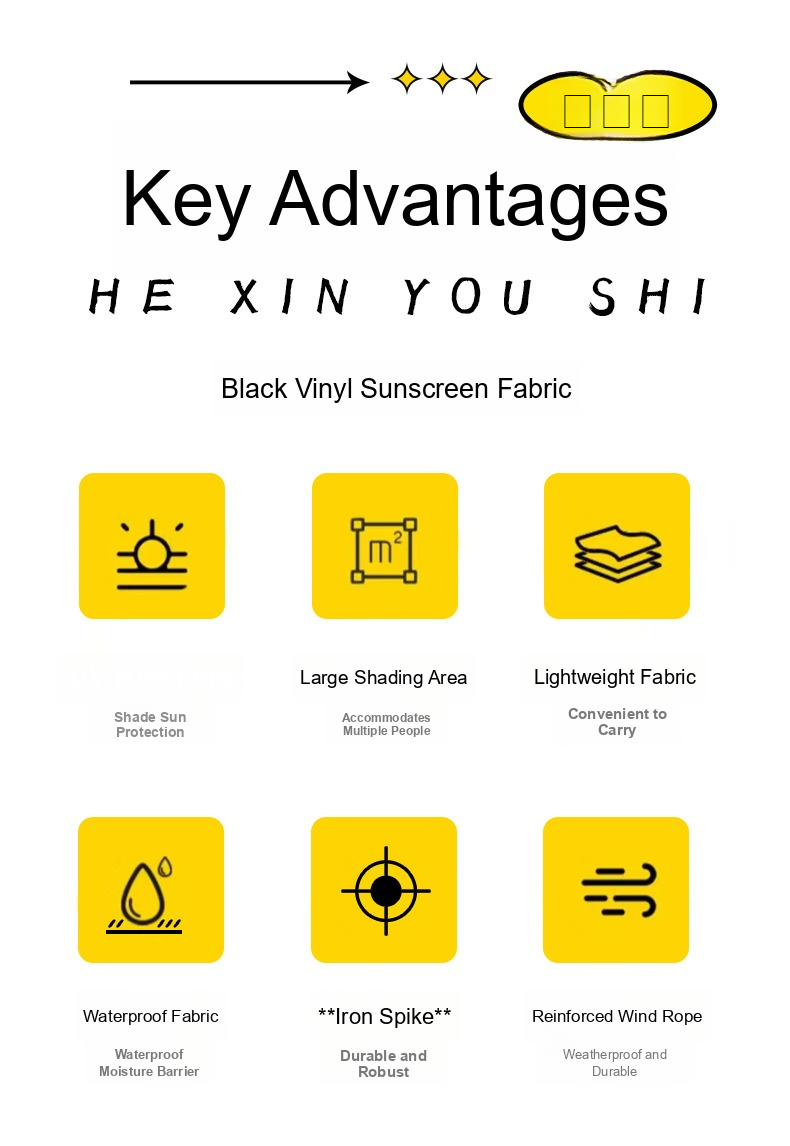 Key Advantages
HE XIN YOU SHI
Black Vinyl Sunscreen Fabric
m²
Large Shading Area
Lightweight Fabric
Shade Sun
Protection
Accommodates
Multiple People
Convenient to
Carry
Waterproof Fabric
**Iron Spike**
Reinforced Wind Rope
Waterproof
Moisture Barrier
Durable and
Robust
Weatherproof and
Durable